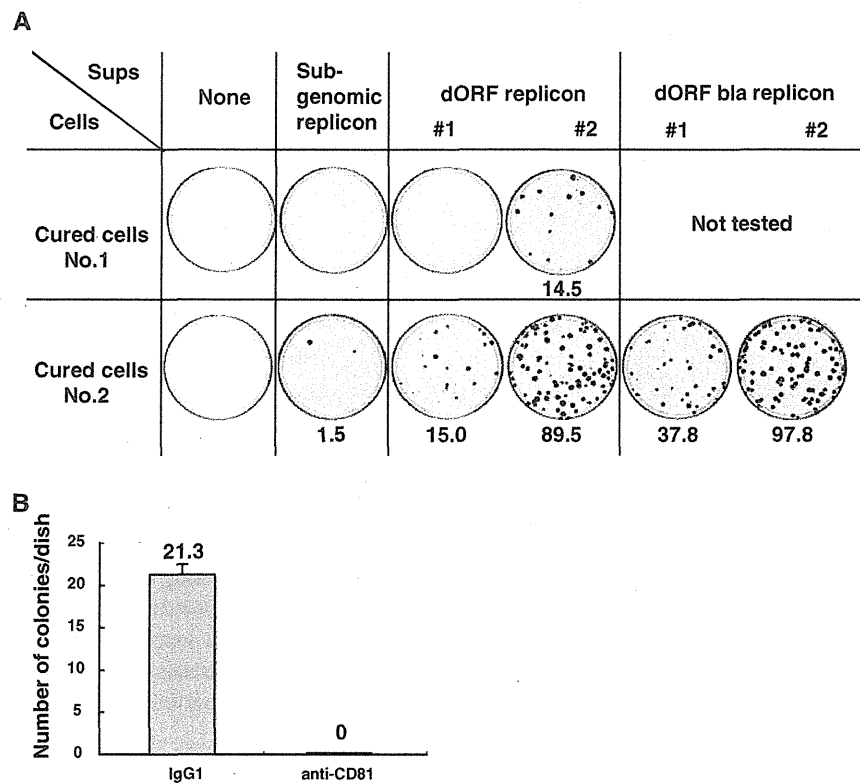 A
Sups
Cells
None
Sub-
genomic
replicon
dORF replicon
#1 #2
dORF bla replicon
#1 #2
Cured cells
No.1
14.5
Not tested
Cured cells
No.2
1.5
15.0
89.5
37.8
97.8
B
Number of colonies/dish
25
20
15
10
5
0
21.3
0
IgG1
anti-CD81